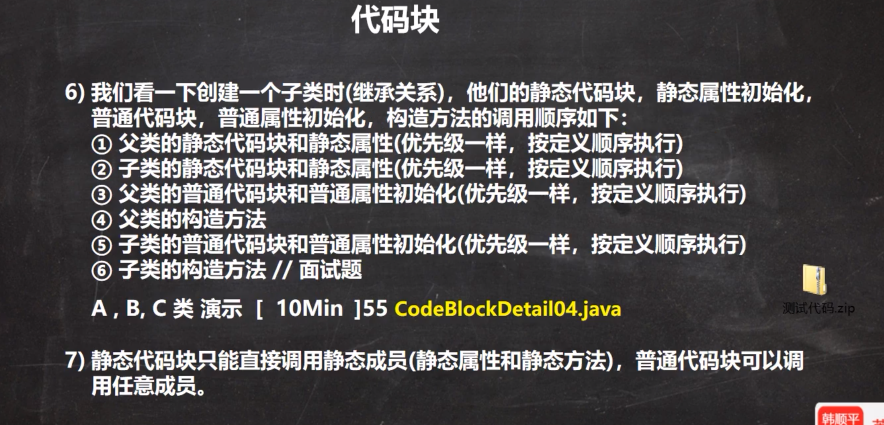 代码块
6) 我们看一下创建一个子类时(继承关系)，他们的静态代码块，静态属性初始化，
普通代码块，普通属性初始化，构造方法的调用顺序如下：
① 父类的静态代码块和静态属性(优先级一样，按定义顺序执行)
② 子类的静态代码块和静态属性(优先级一样，按定义顺序执行)
③ 父类的普通代码块和普通属性初始化(优先级一样，按定义顺序执行)
④ 父类的构造方法
⑤ 子类的普通代码块和普通属性初始化(优先级一样，按定义顺序执行)
⑥ 子类的构造方法 // 面试题
测试代码.zip
A , B, C 类 演示 [ 10Min ]55 CodeBlockDetail04.java
7) 静态代码块只能直接调用静态成员(静态属性和静态方法)，普通代码块可以调
用任意成员。
韩顺平